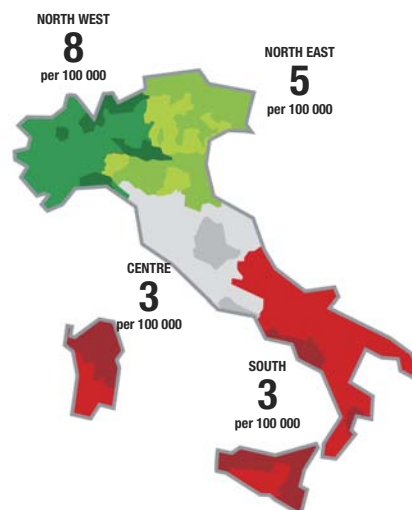 NORTH WEST
8
per 100 000
NORTH EAST
5
per 100 000
CENTRE
3
per 100 000
SOUTH
3
per 100 000